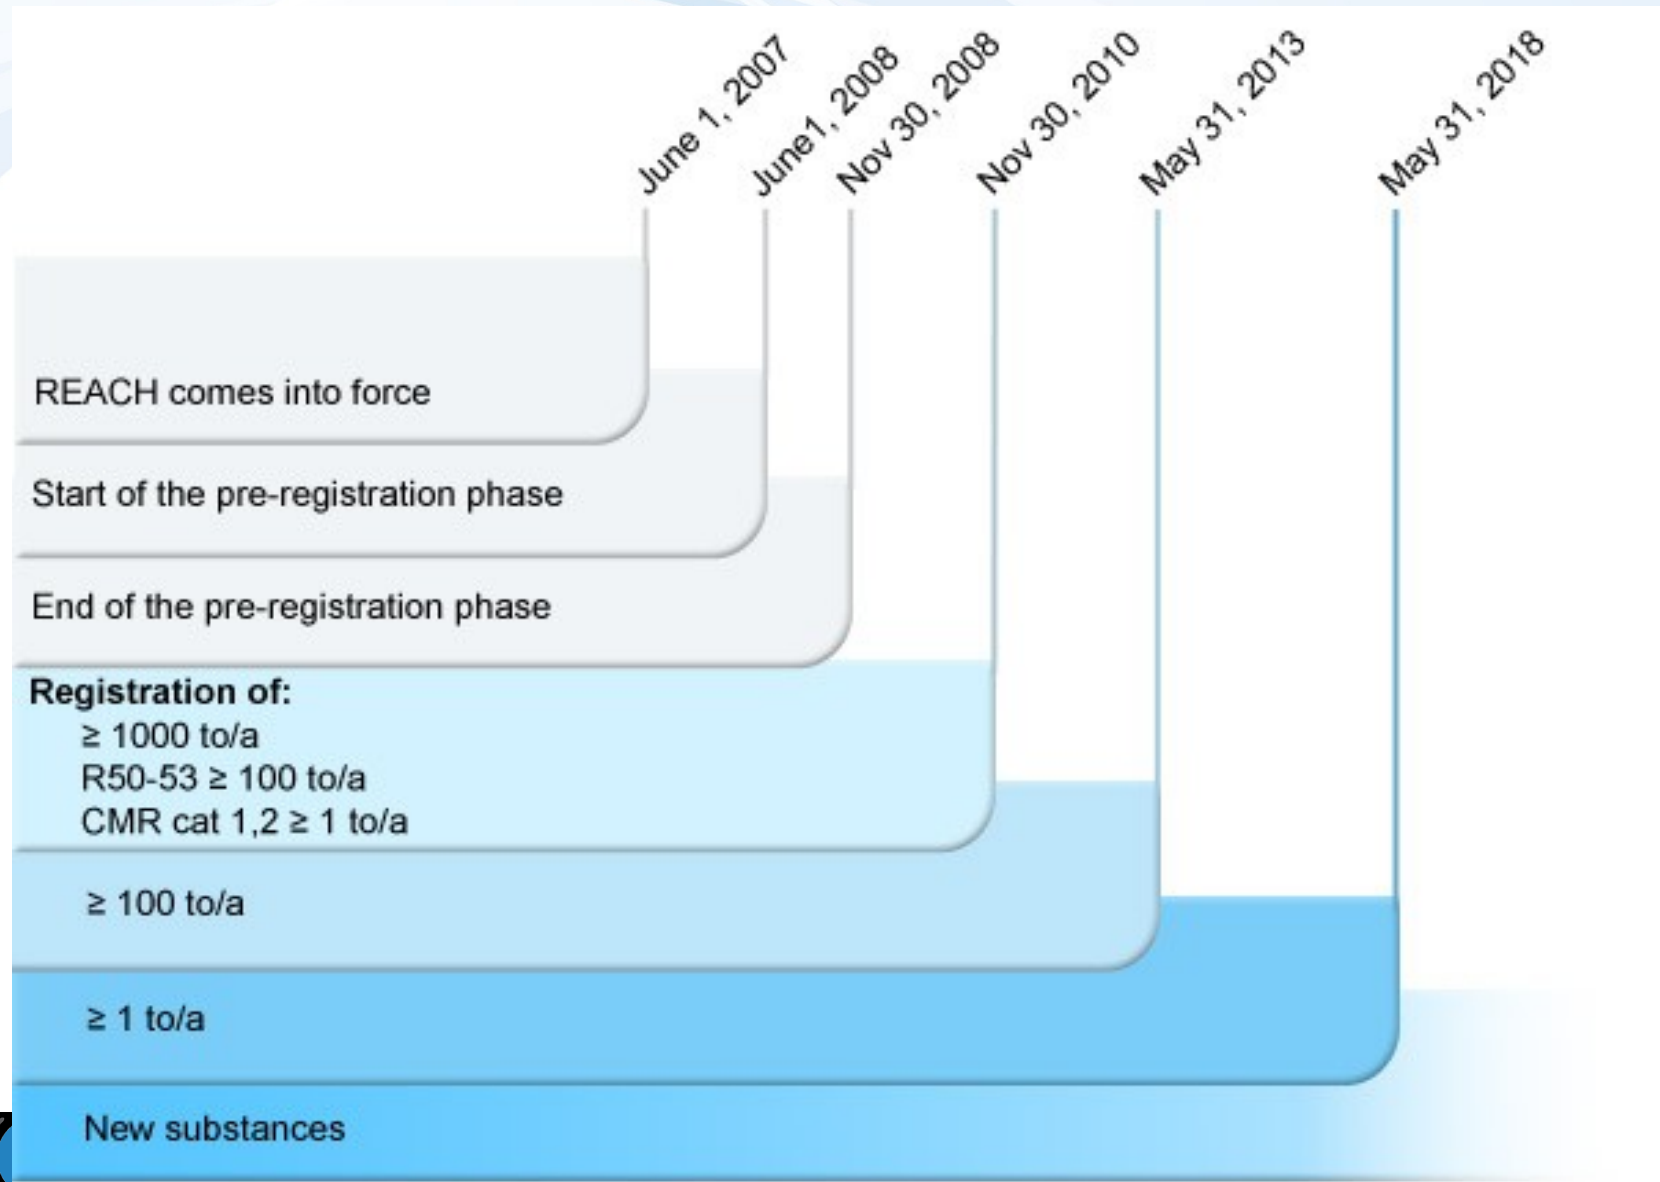 June 1, 2007
June1, 2008
Nov 30, 2008
Nov 30, 2010
May 31, 2013
May 31, 2018
REACH comes into force
Start of the pre-registration phase
End of the pre-registration phase
Registration of:
≥ 1000 to/a
R50-53 ≥ 100 to/a
CMR cat 1,2 ≥ 1 to/a
≥ 100 to/a
≥ 1 to/a
New substances